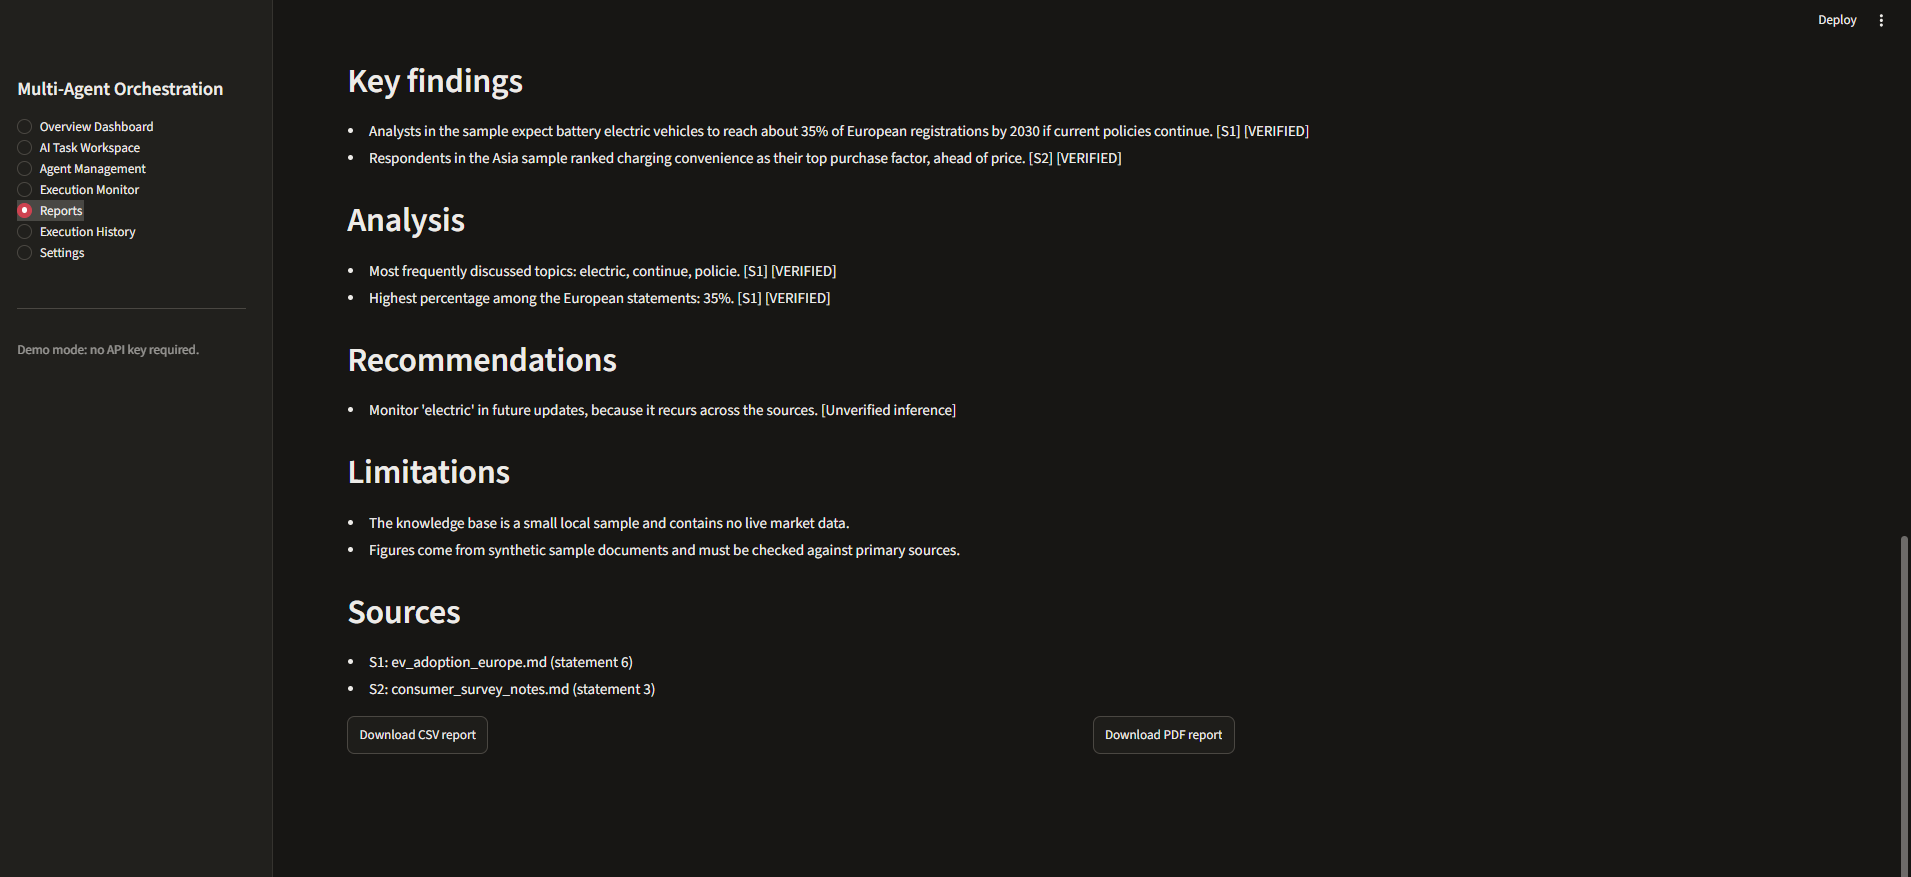 Deploy
Multi-Agent Orchestration
Overview Dashboard
AI Task Workspace
Agent Management
Execution Monitor
Reports
Execution History
Settings
Demo mode: no API key required.
Key findings
Analysts in the sample expect battery electric vehicles to reach about 35% of European registrations by 2030 if current policies continue. [S1] [VERIFIED]
Respondents in the Asia sample ranked charging convenience as their top purchase factor, ahead of price. [S2] [VERIFIED]
Analysis
Most frequently discussed topics: electric, continue, policie. [S1] [VERIFIED]
Highest percentage among the European statements: 35%. [S1] [VERIFIED]
Recommendations
Monitor 'electric' in future updates, because it recurs across the sources. [Unverified inference]
Limitations
The knowledge base is a small local sample and contains no live market data.
Figures come from synthetic sample documents and must be checked against primary sources.
Sources
S1: ev_adoption_europe.md (statement 6)
S2: consumer_survey_notes.md (statement 3)
Download CSV report
Download PDF report